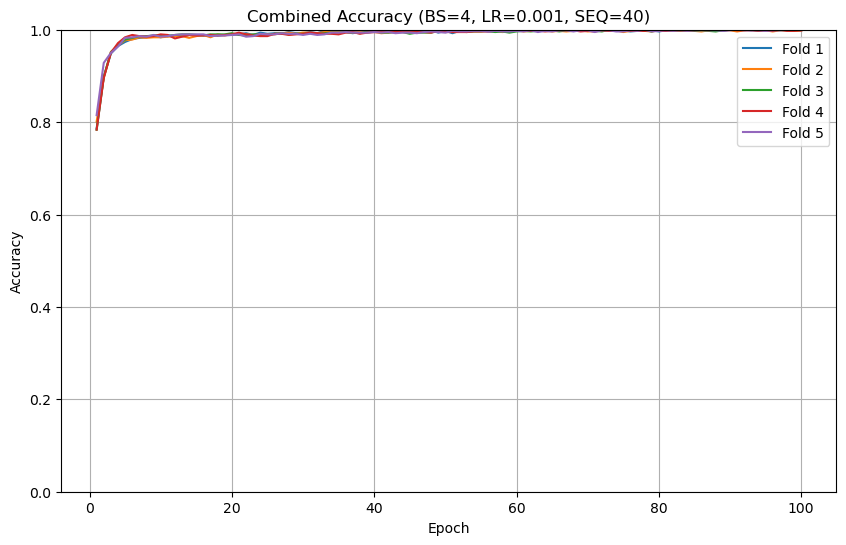 Combined Accuracy (BS=4, LR=0.001, SEQ=40)
1.0
0.8
0.6
0.4
0.2
0.0
Accuracy
0 20 40 60 80 100
Epoch
Fold 1
Fold 2
Fold 3
Fold 4
Fold 5